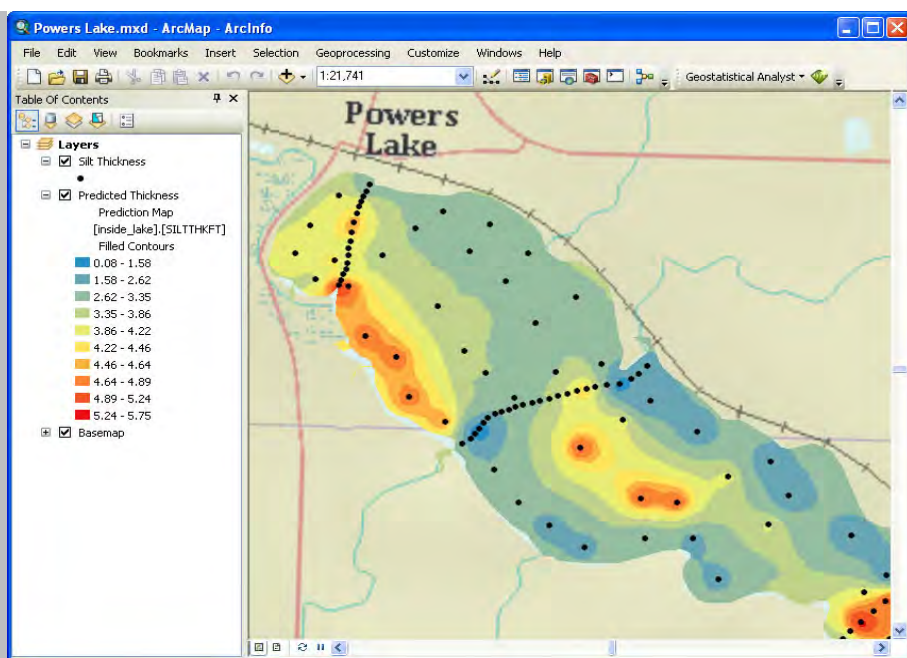 Powers Lake.mxd - ArcMap - ArcInfo
File Edit View Bookmarks Insert Selection Geoprocessing Customize Windows Help
1:21,741 Geostatistical Analyst
Table Of Contents
Layers
Silt Thickness
Predicted Thickness
Prediction Map
[inside_lake].[SILTTHKFT]
Filled Contours
0.08 - 1.58
1.58 - 2.62
2.62 - 3.35
3.35 - 3.86
3.86 - 4.22
4.22 - 4.46
4.46 - 4.64
4.64 - 4.89
4.89 - 5.24
5.24 - 5.75
Basemap
Powers
Lake